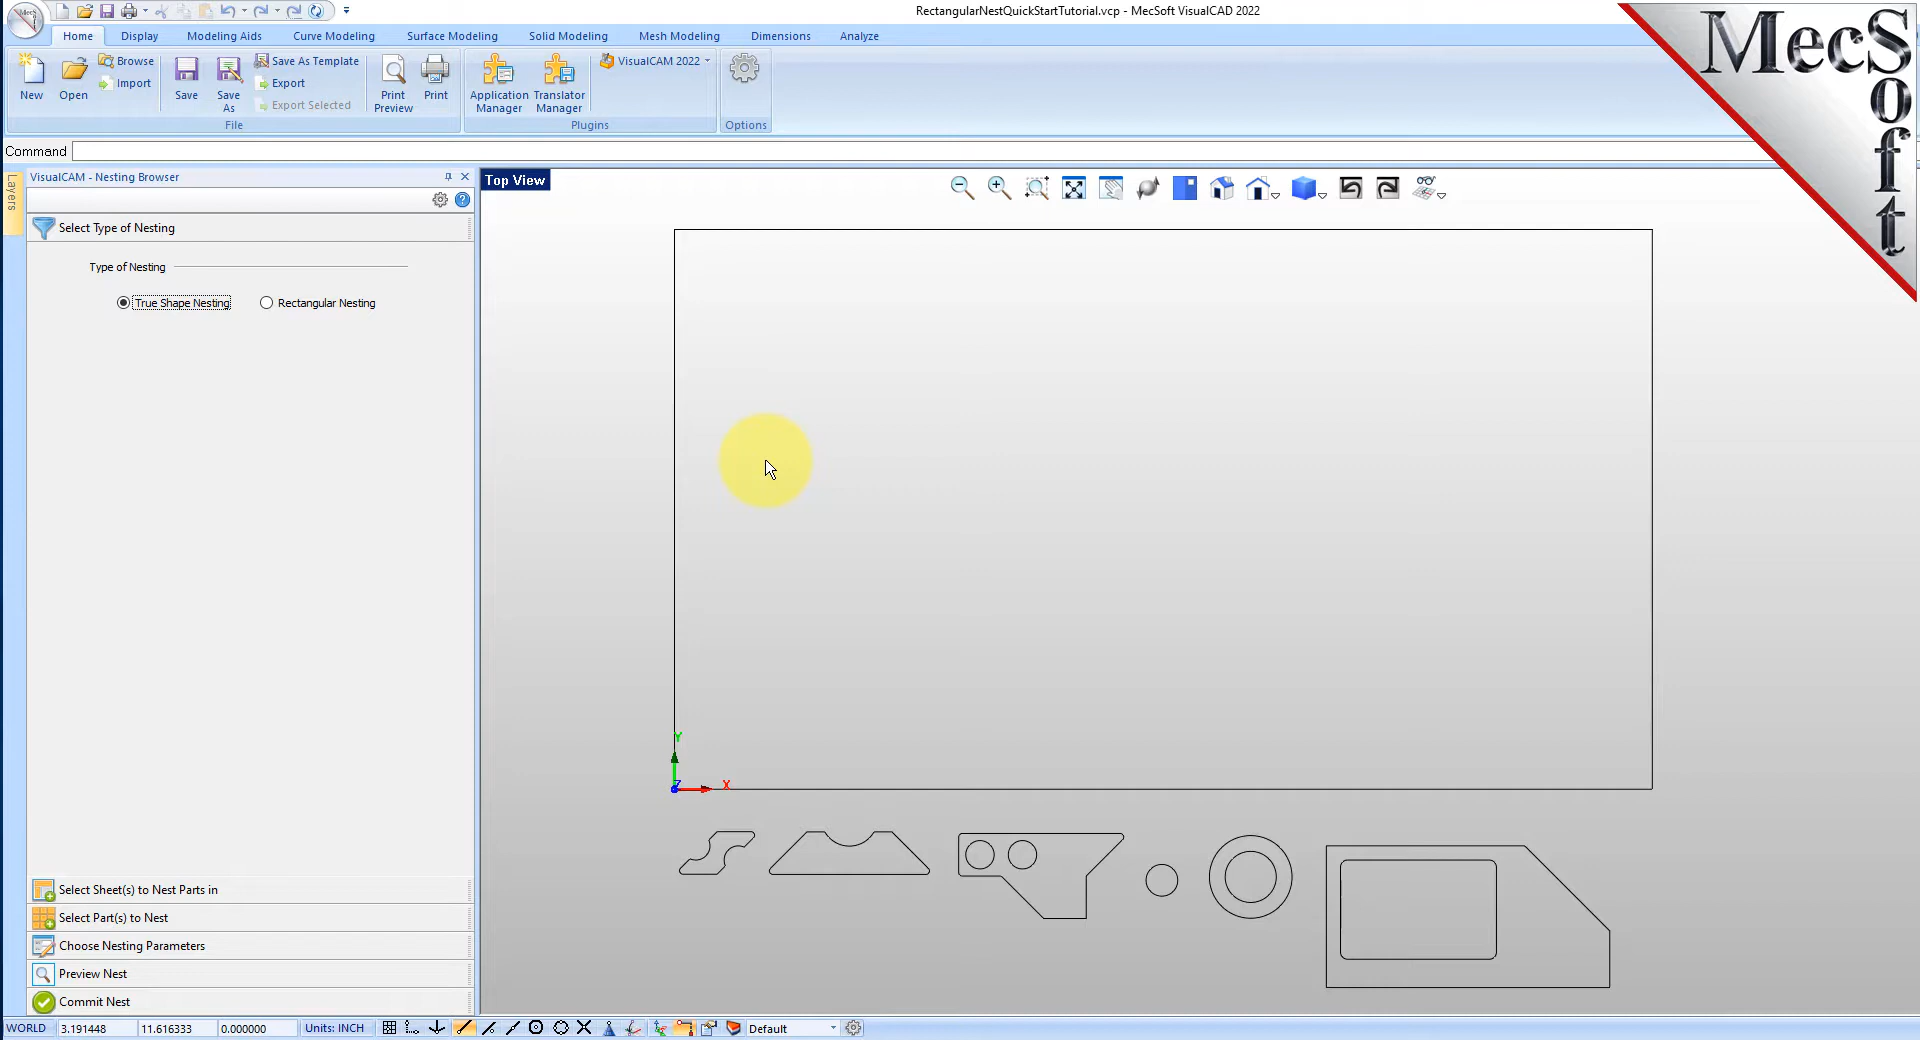 RectangularNestQuickStartTutorial.vcp - MecSoft VisualCAD 2022
MecS
Home Display Modeling Aids Curve Modeling Surface Modeling Solid Modeling Mesh Modeling Dimensions Analyze
New
Open
Browse
Import
Save
Save As
Save As Template
Export
Export Selected
Print Preview
Print
File
Application Manager
Translator Manager
VisualCAM 2022
Plugins
Options
MecSoft
Command
Layers
VisualCAM - Nesting Browser
Top View
Select Type of Nesting
Type of Nesting
True Shape Nesting
Rectangular Nesting
Y
Z
X
Select Sheet(s) to Nest Parts in
Select Part(s) to Nest
Choose Nesting Parameters
Preview Nest
Commit Nest
WORLD 3.191448 11.616333 0.000000 Units: INCH Default